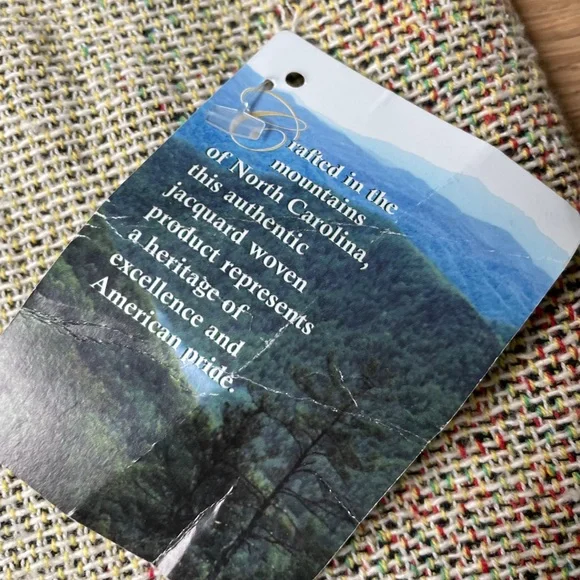 Crafted in the
mountains
of North Carolina,
this authentic
jacquard woven
product represents
a heritage of
excellence and
American pride.